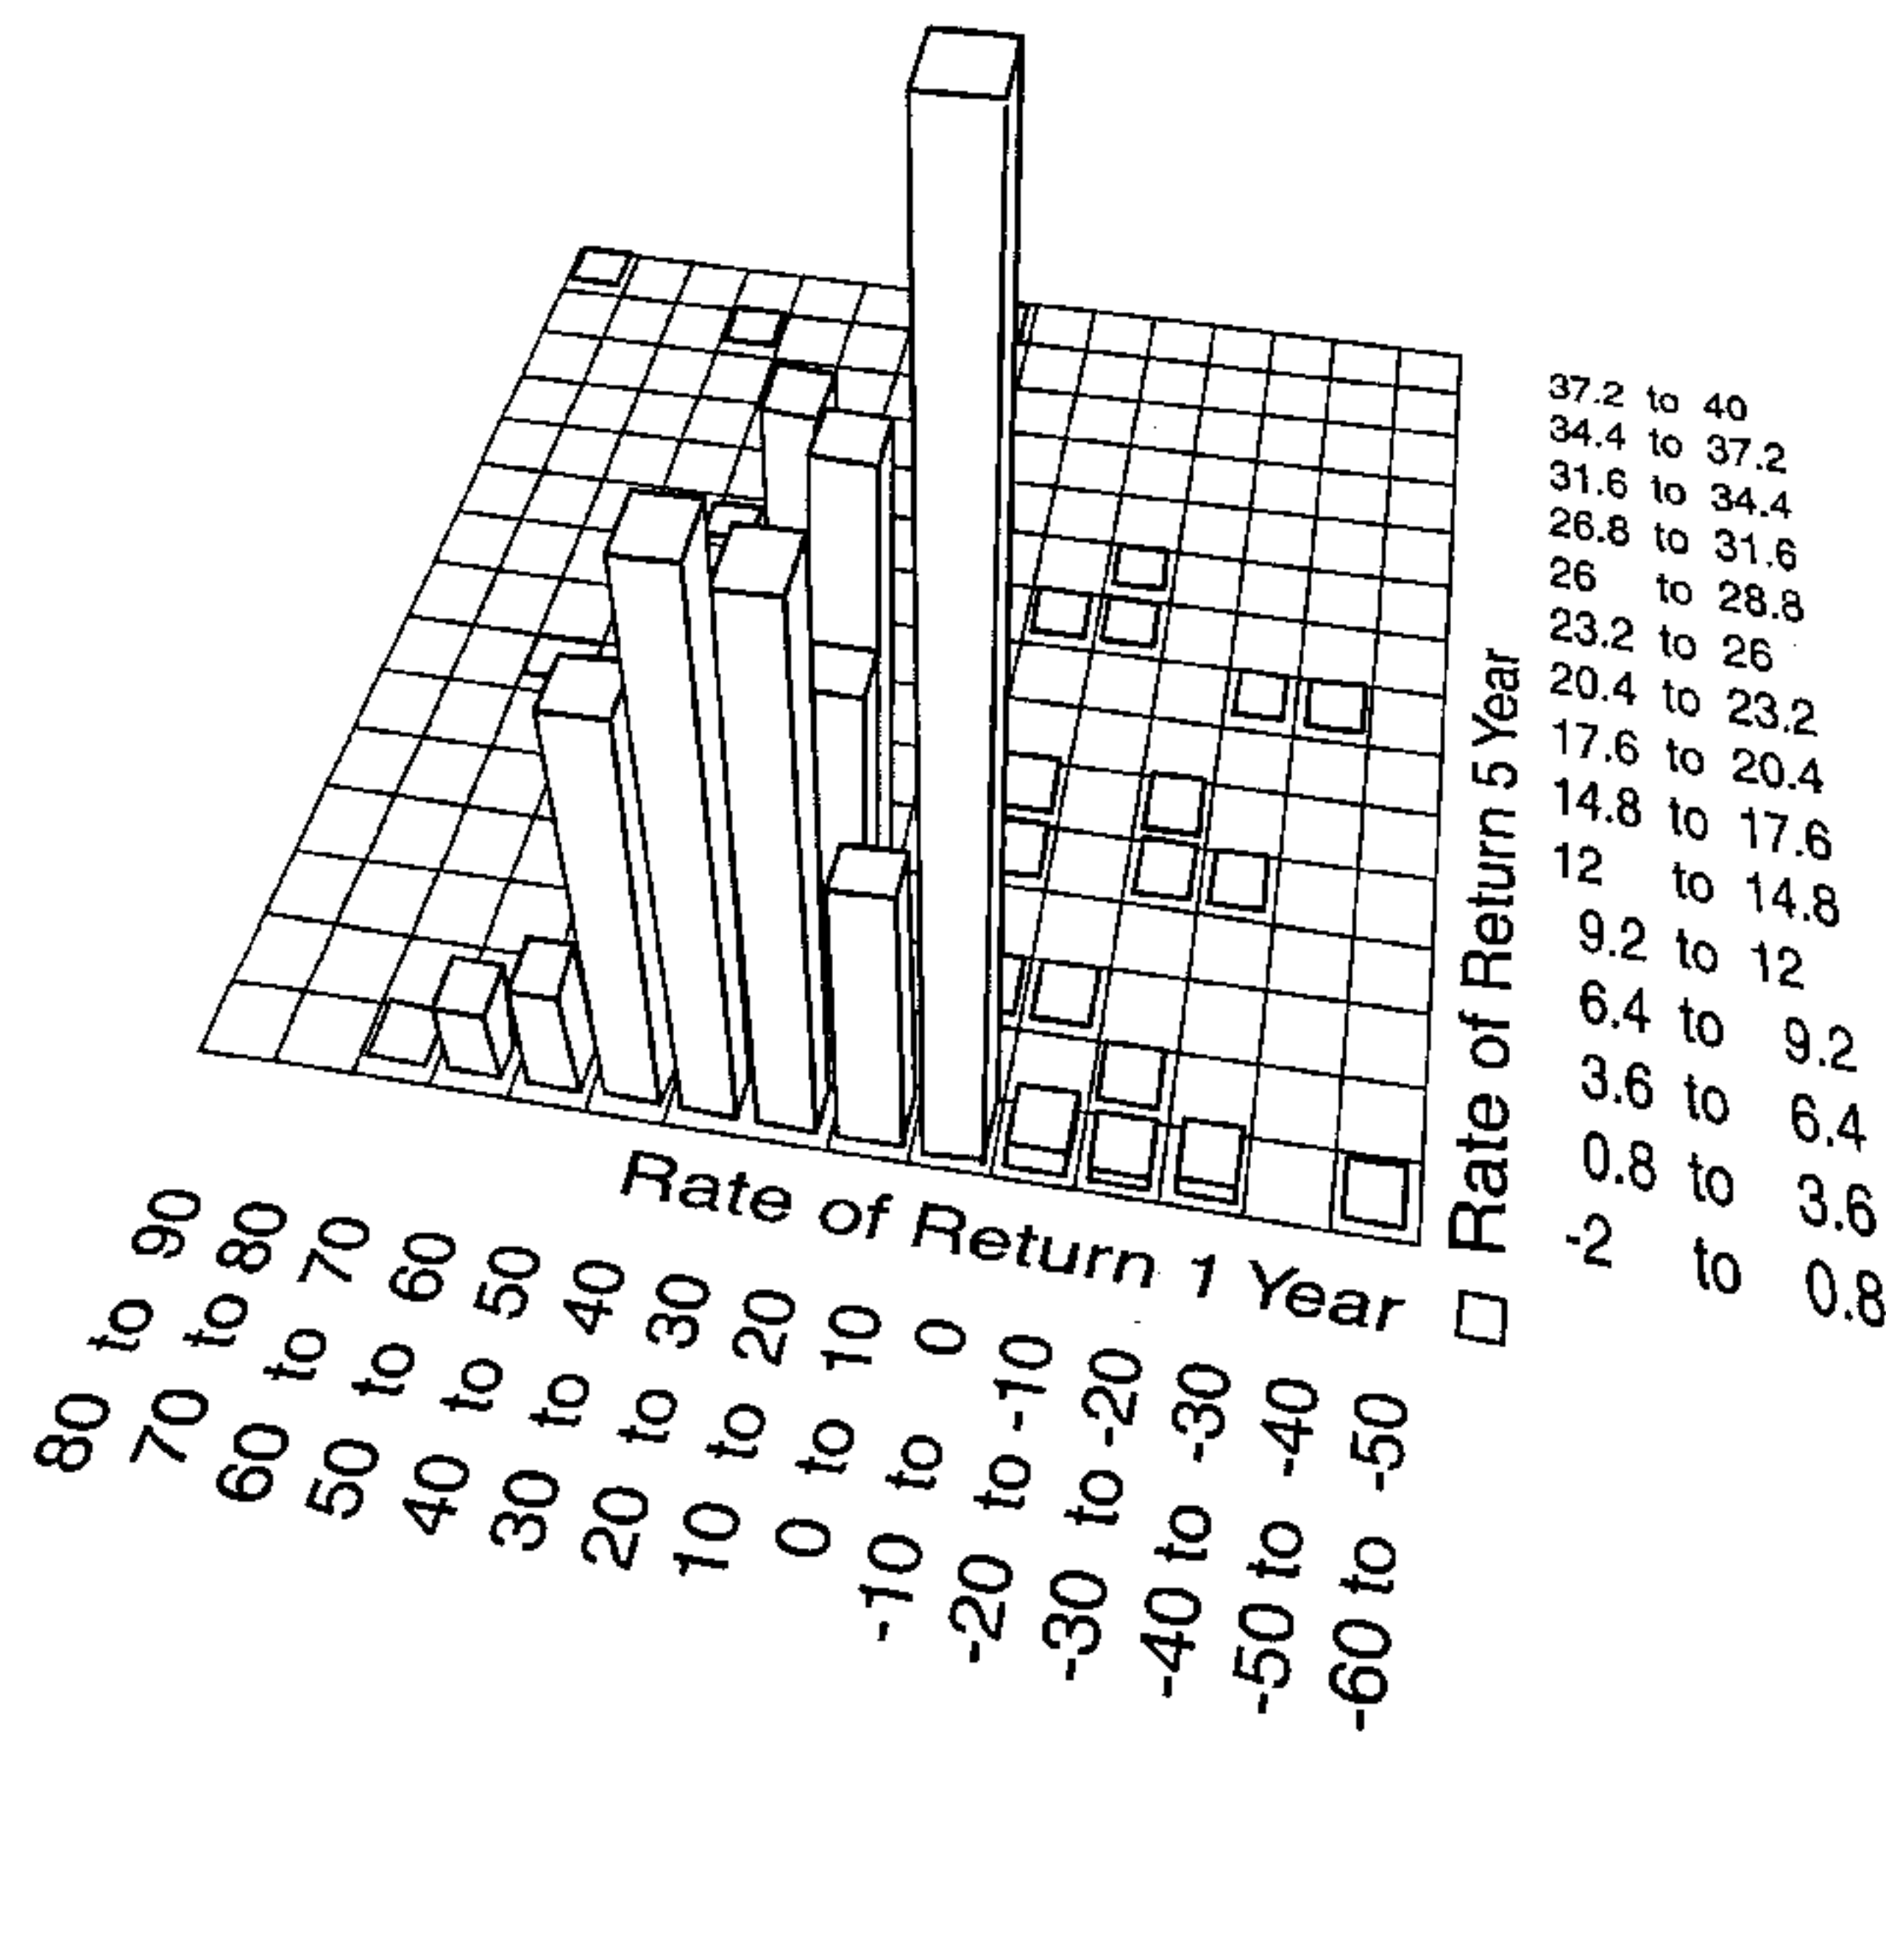 37.2 to 40
34.4 to 37.2
31.6 to 34.4
26.8 to 31.6
26 to 28.8
23.2 to 26
20.4 to 23.2
17.6 to 20.4
14.8 to 17.6
12 to 14.8
9.2 to 12
6.4 to 9.2
3.6 to 6.4
0.8 to 3.6
-2 to 0.8
Rate of Return 5 Year
Rate of Return 1 Year
80 to 90
70 to 80
60 to 70
50 to 60
40 to 50
30 to 40
20 to 30
10 to 20
0 to 10
-10 to 0
-20 to -10
-30 to -20
-40 to -30
-50 to -40
-60 to -50